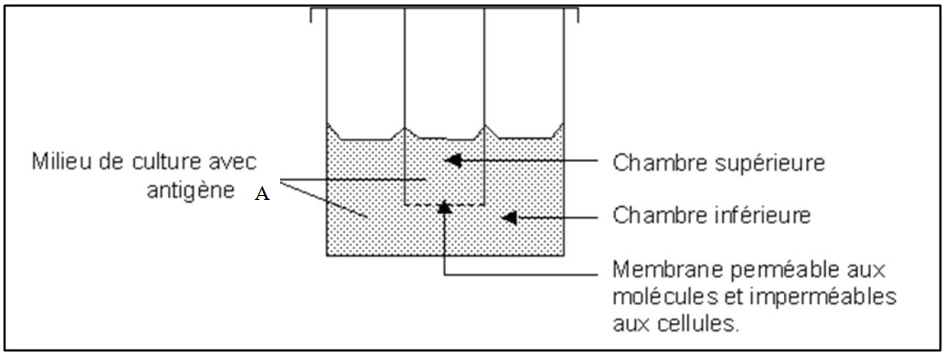 Milieu de culture avec
antigène A
Chambre supérieure
Chambre inférieure
Membrane perméable aux
molécules et imperméables
aux cellules.